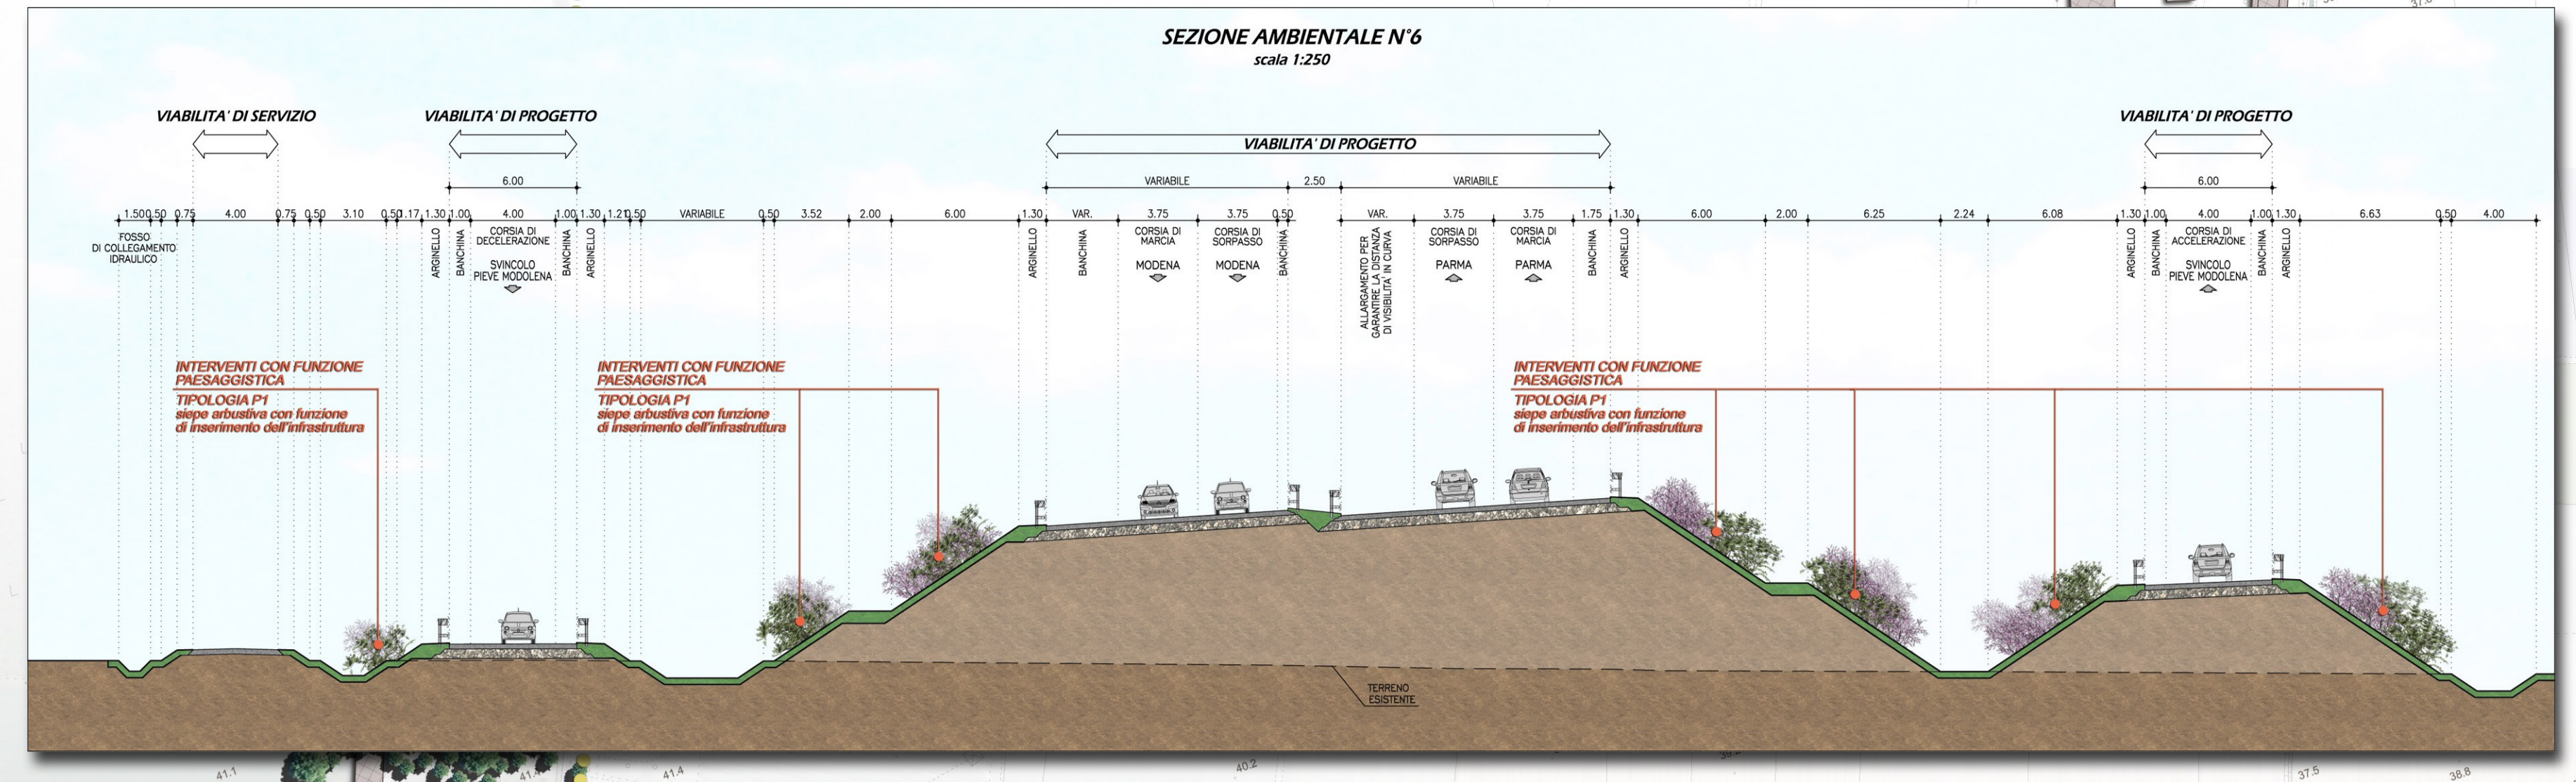 SEZIONE AMBIENTALE N°6
scala 1:250
VIABILITA' DI SERVIZIO
VIABILITA' DI PROGETTO
VIABILITA' DI PROGETTO
VIABILITA' DI PROGETTO
6.00
VARIABILE
2.50
VARIABILE
6.00
1.50 0.50 0.75 4.00 0.75 0.50 3.10 0.50 1.17 1.30 1.00 4.00 1.00 1.30 1.21 0.50 VARIABILE 0.50 3.52 2.00 6.00 1.30 VAR. 3.75 3.75 0.50 VAR. 3.75 3.75 1.75 1.30 6.00 2.00 6.25 2.24 6.08 1.30 1.00 4.00 1.00 1.30 6.63 0.50 4.00
FOSSO
DI COLLEGAMENTO
IDRAULICO
ARGINELLO
BANCHINA
CORSIA DI
DECELERAZIONE
SVINCOLO
PIEVE MODOLENA
BANCHINA
ARGINELLO
ARGINELLO
BANCHINA
CORSIA DI
MARCIA
MODENA
CORSIA DI
SORPASSO
MODENA
BANCHINA
ALLARGAMENTO PER
GARANTIRE LA DISTANZA
DI VISIBILITA' IN CURVA
CORSIA DI
SORPASSO
PARMA
CORSIA DI
MARCIA
PARMA
BANCHINA
ARGINELLO
ARGINELLO
BANCHINA
CORSIA DI
ACCELERAZIONE
SVINCOLO
PIEVE MODOLENA
BANCHINA
ARGINELLO
INTERVENTI CON FUNZIONE
PAESAGGISTICA
TIPOLOGIA P1
siepe arbustiva con funzione
di inserimento dell'infrastruttura
INTERVENTI CON FUNZIONE
PAESAGGISTICA
TIPOLOGIA P1
siepe arbustiva con funzione
di inserimento dell'infrastruttura
INTERVENTI CON FUNZIONE
PAESAGGISTICA
TIPOLOGIA P1
siepe arbustiva con funzione
di inserimento dell'infrastruttura
TERRENO
ESISTENTE
41.1
41.4
40.2
37.5
38.8